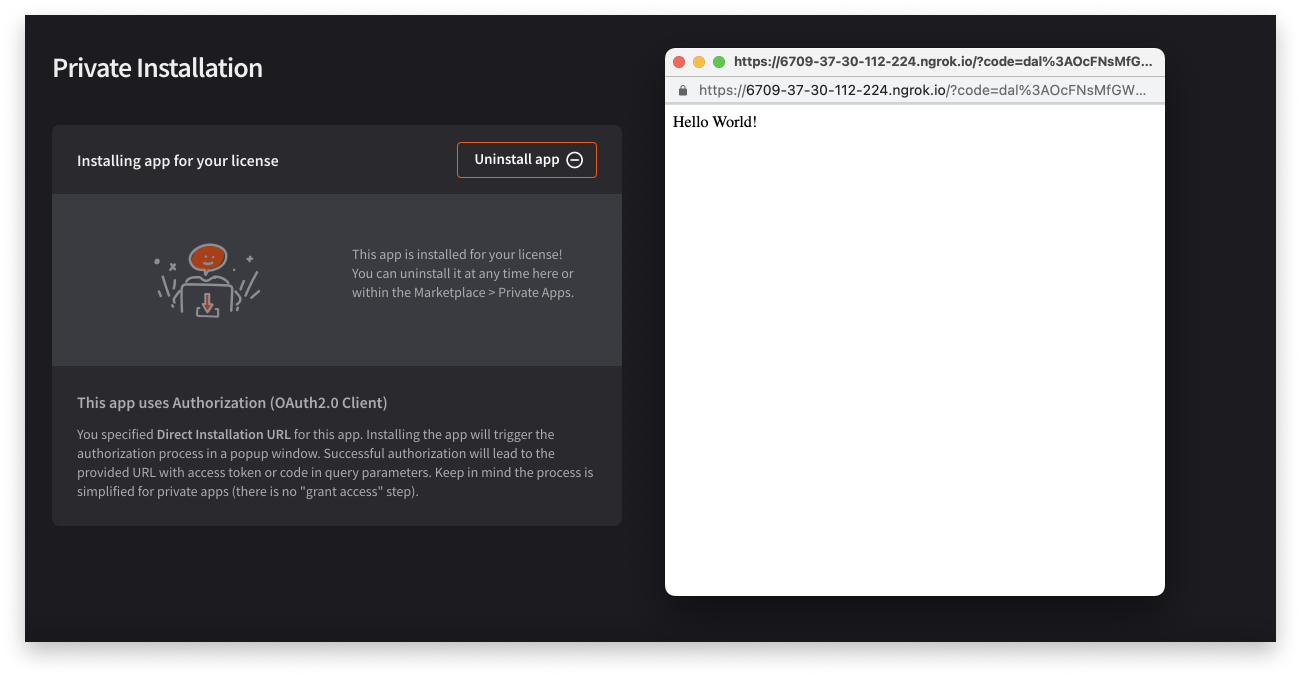 Private Installation
Installing app for your license
Uninstall app
This app is installed for your license!
You can uninstall it at any time here or
within the Marketplace > Private Apps.
This app uses Authorization (OAuth2.0 Client)
You specified Direct Installation URL for this app. Installing the app will trigger the
authorization process in a popup window. Successful authorization will lead to the
provided URL with access token or code in query parameters. Keep in mind the process is
simplified for private apps (there is no "grant access" step).
https://6709-37-30-112-224.ngrok.io/?code=dal%3AOcFNsMfG...
https://6709-37-30-112-224.ngrok.io/?code=dal%3AOcFNsMfGW...
Hello World!